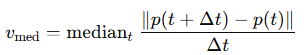 v_med = median_t ‖p(t + Δt) − p(t)‖ / Δt